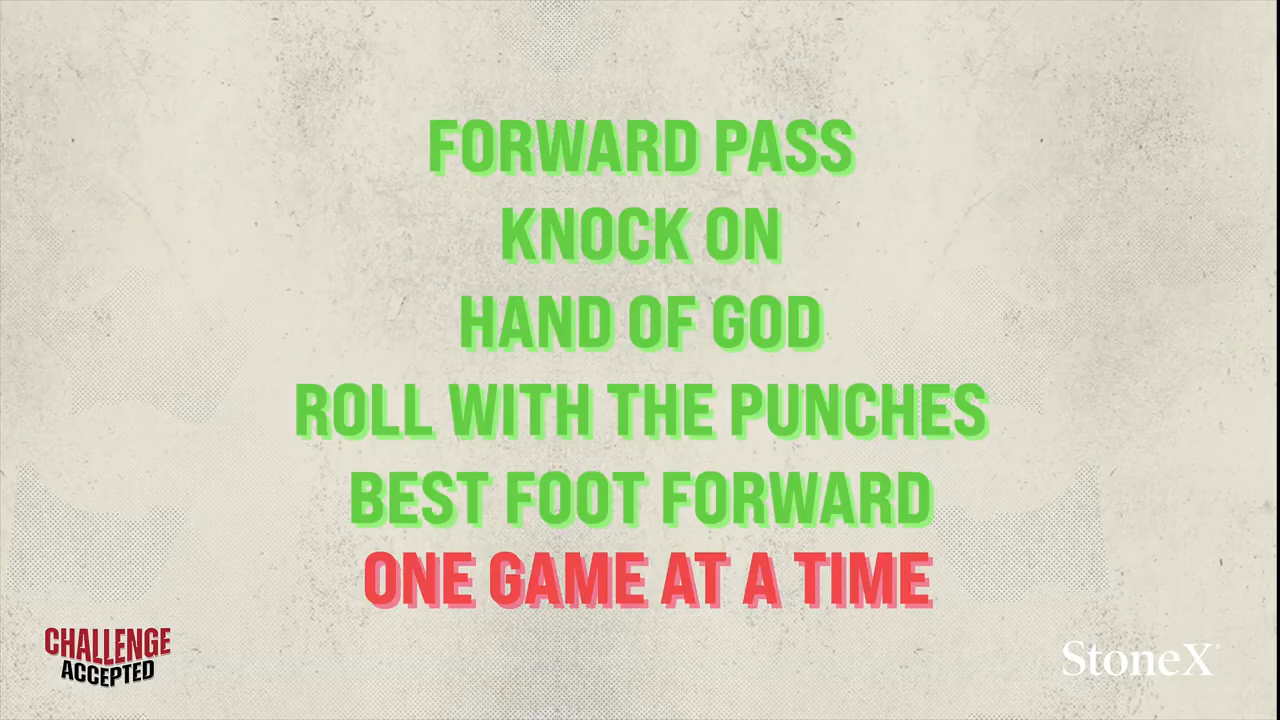 FORWARD PASS
KNOCK ON
HAND OF GOD
ROLL WITH THE PUNCHES
BEST FOOT FORWARD
ONE GAME AT A TIME
CHALLENGE
ACCEPTED
StoneX®